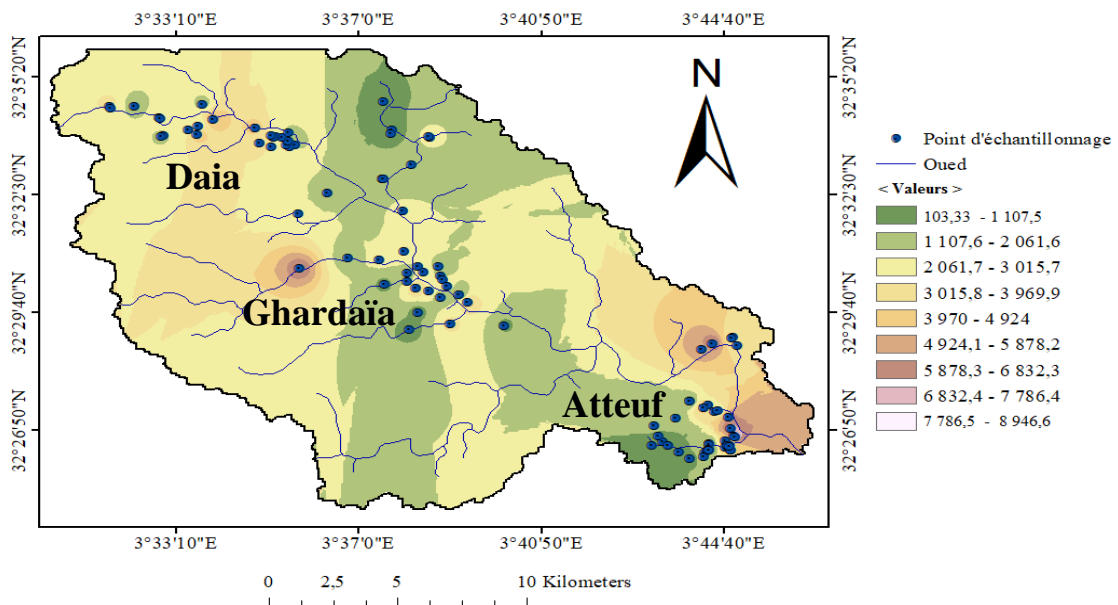 3°33'10"E 3°37'0"E 3°40'50"E 3°44'40"E
32°35'20"N 32°35'20"N
N
Daia
32°32'30"N 32°32'30"N
Ghardaïa
32°29'40"N 32°29'40"N
Atteuf
32°26'50"N 32°26'50"N
3°33'10"E 3°37'0"E 3°40'50"E 3°44'40"E
0 2,5 5 10 Kilometers
Point d'échantillonnage
Oued
< Valeurs >
103,33 - 1 107,5
1 107,6 - 2 061,6
2 061,7 - 3 015,7
3 015,8 - 3 969,9
3 970 - 4 924
4 924,1 - 5 878,2
5 878,3 - 6 832,3
6 832,4 - 7 786,4
7 786,5 - 8 946,6